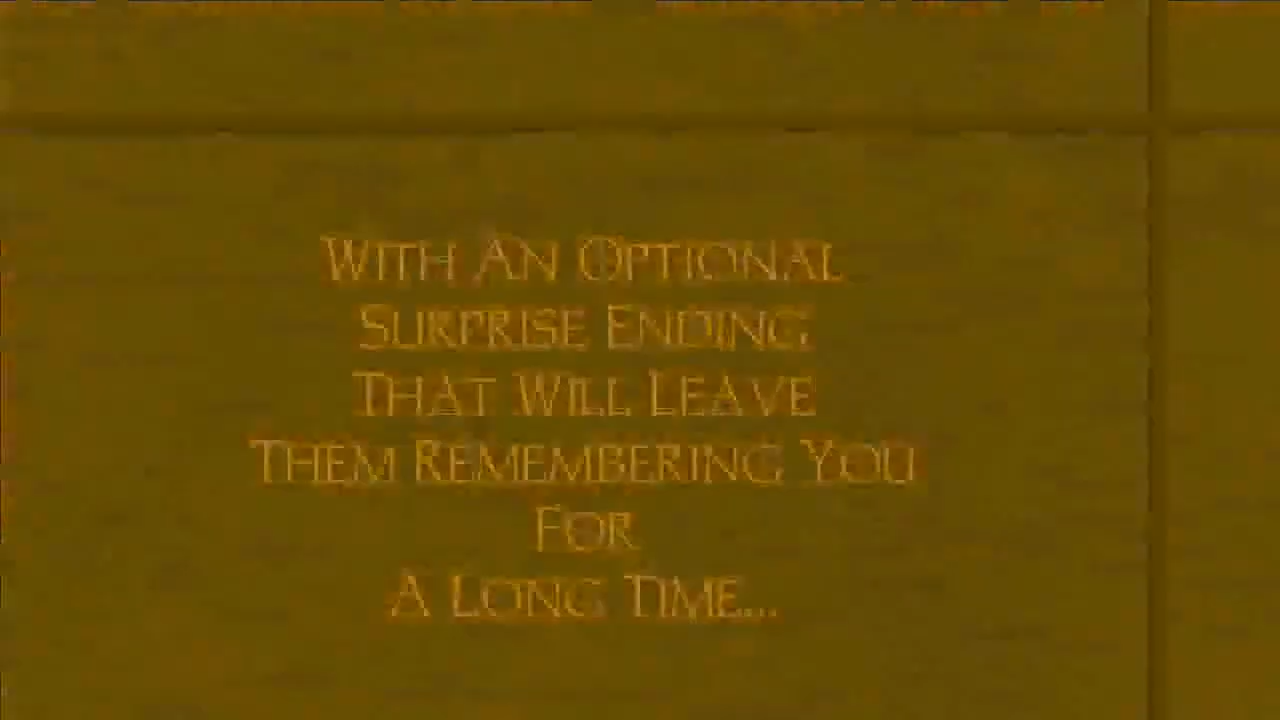 With An Optional
Surprise Ending
That Will Leave
Them Remembering You
For
A Long Time...